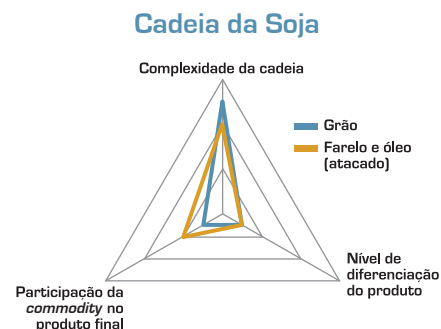 Cadeia da Soja
Complexidade da cadeia
Grão
Farelo e óleo
(atacado)
Nível de
diferenciação
do produto
Participação da
commodity no
produto final